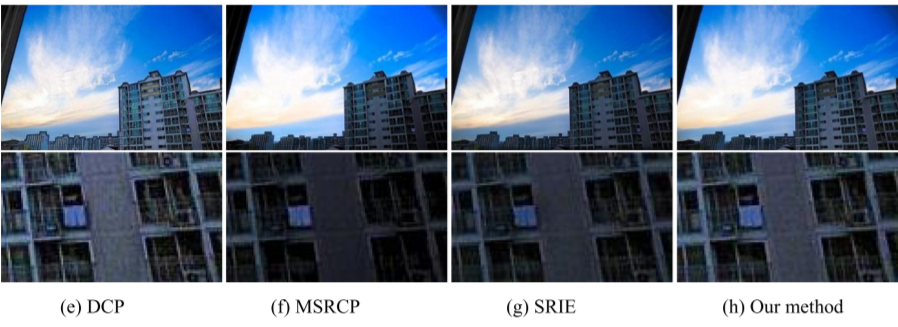 (e) DCP
(f) MSRCP
(g) SRIE
(h) Our method